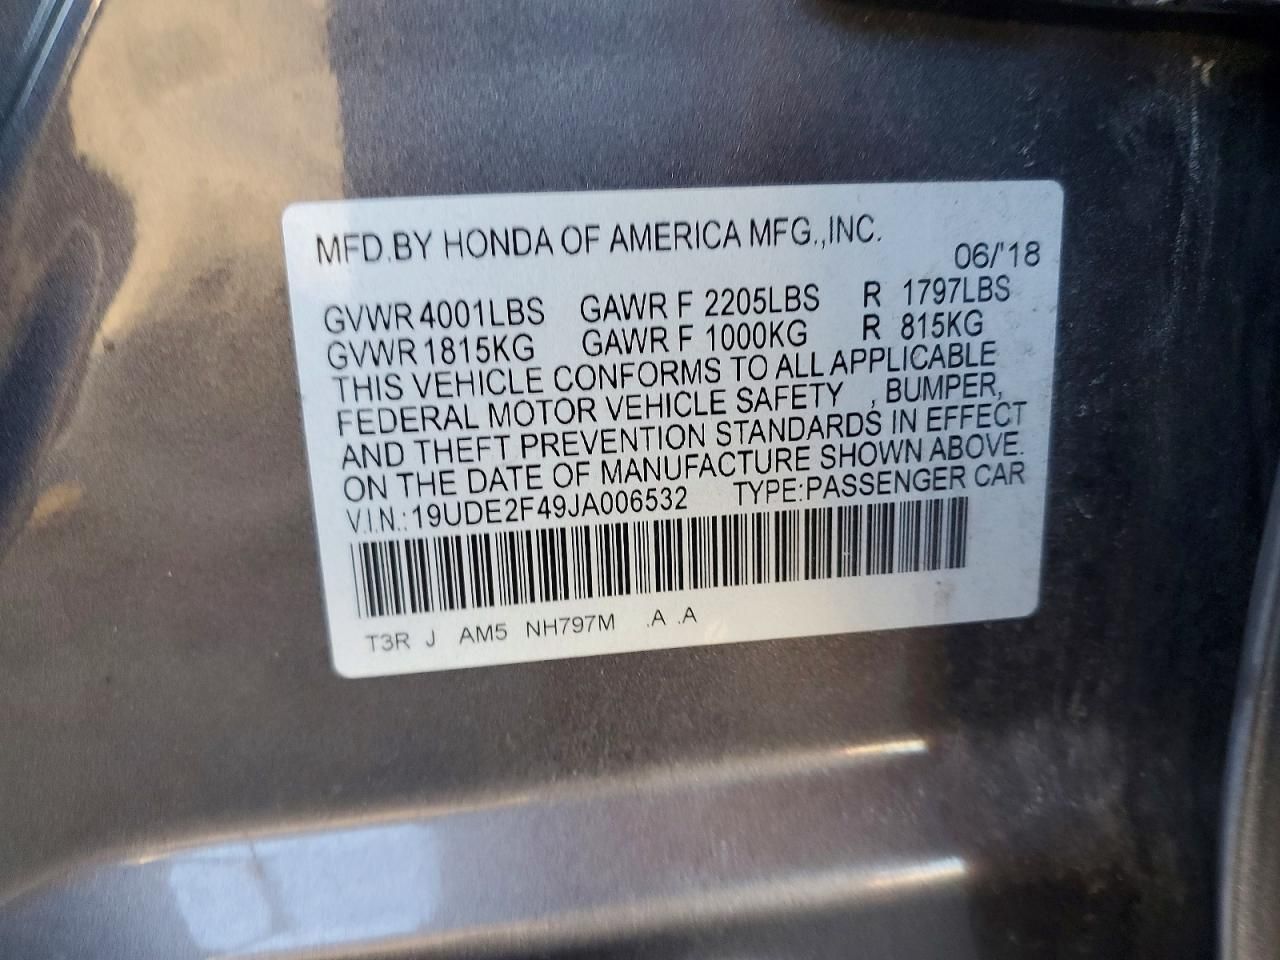 MFD.BY HONDA OF AMERICA MFG.,INC.
06/'18
GVWR 4001LBS GAWR F 2205LBS R 1797LBS
GVWR 1815KG GAWR F 1000KG R 815KG
THIS VEHICLE CONFORMS TO ALL APPLICABLE
FEDERAL MOTOR VEHICLE SAFETY , BUMPER,
AND THEFT PREVENTION STANDARDS IN EFFECT
ON THE DATE OF MANUFACTURE SHOWN ABOVE.
V.I.N.:19UDE2F49JA006532 TYPE:PASSENGER CAR
T3R J AM5 NH797M .A .A